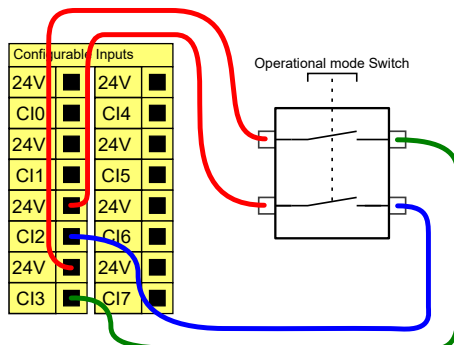 Configurable Inputs
Operational mode Switch
24V 24V
CI0 CI4
24V 24V
CI1 CI5
24V 24V
CI2 CI6
24V 24V
CI3 CI7